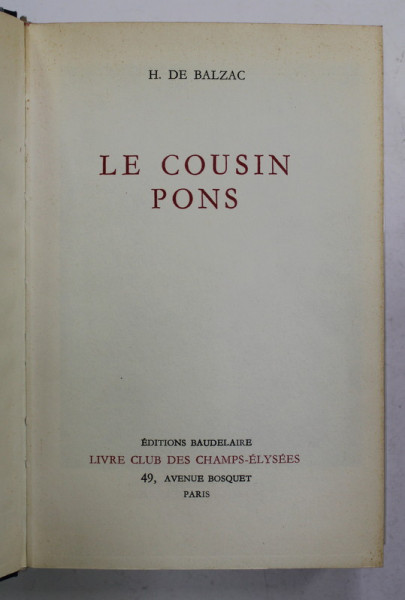 H. DE BALZAC
LE COUSIN
PONS
ÉDITIONS BAUDELAIRE
LIVRE CLUB DES CHAMPS-ÉLYSÉES
49, AVENUE BOSQUET
PARIS